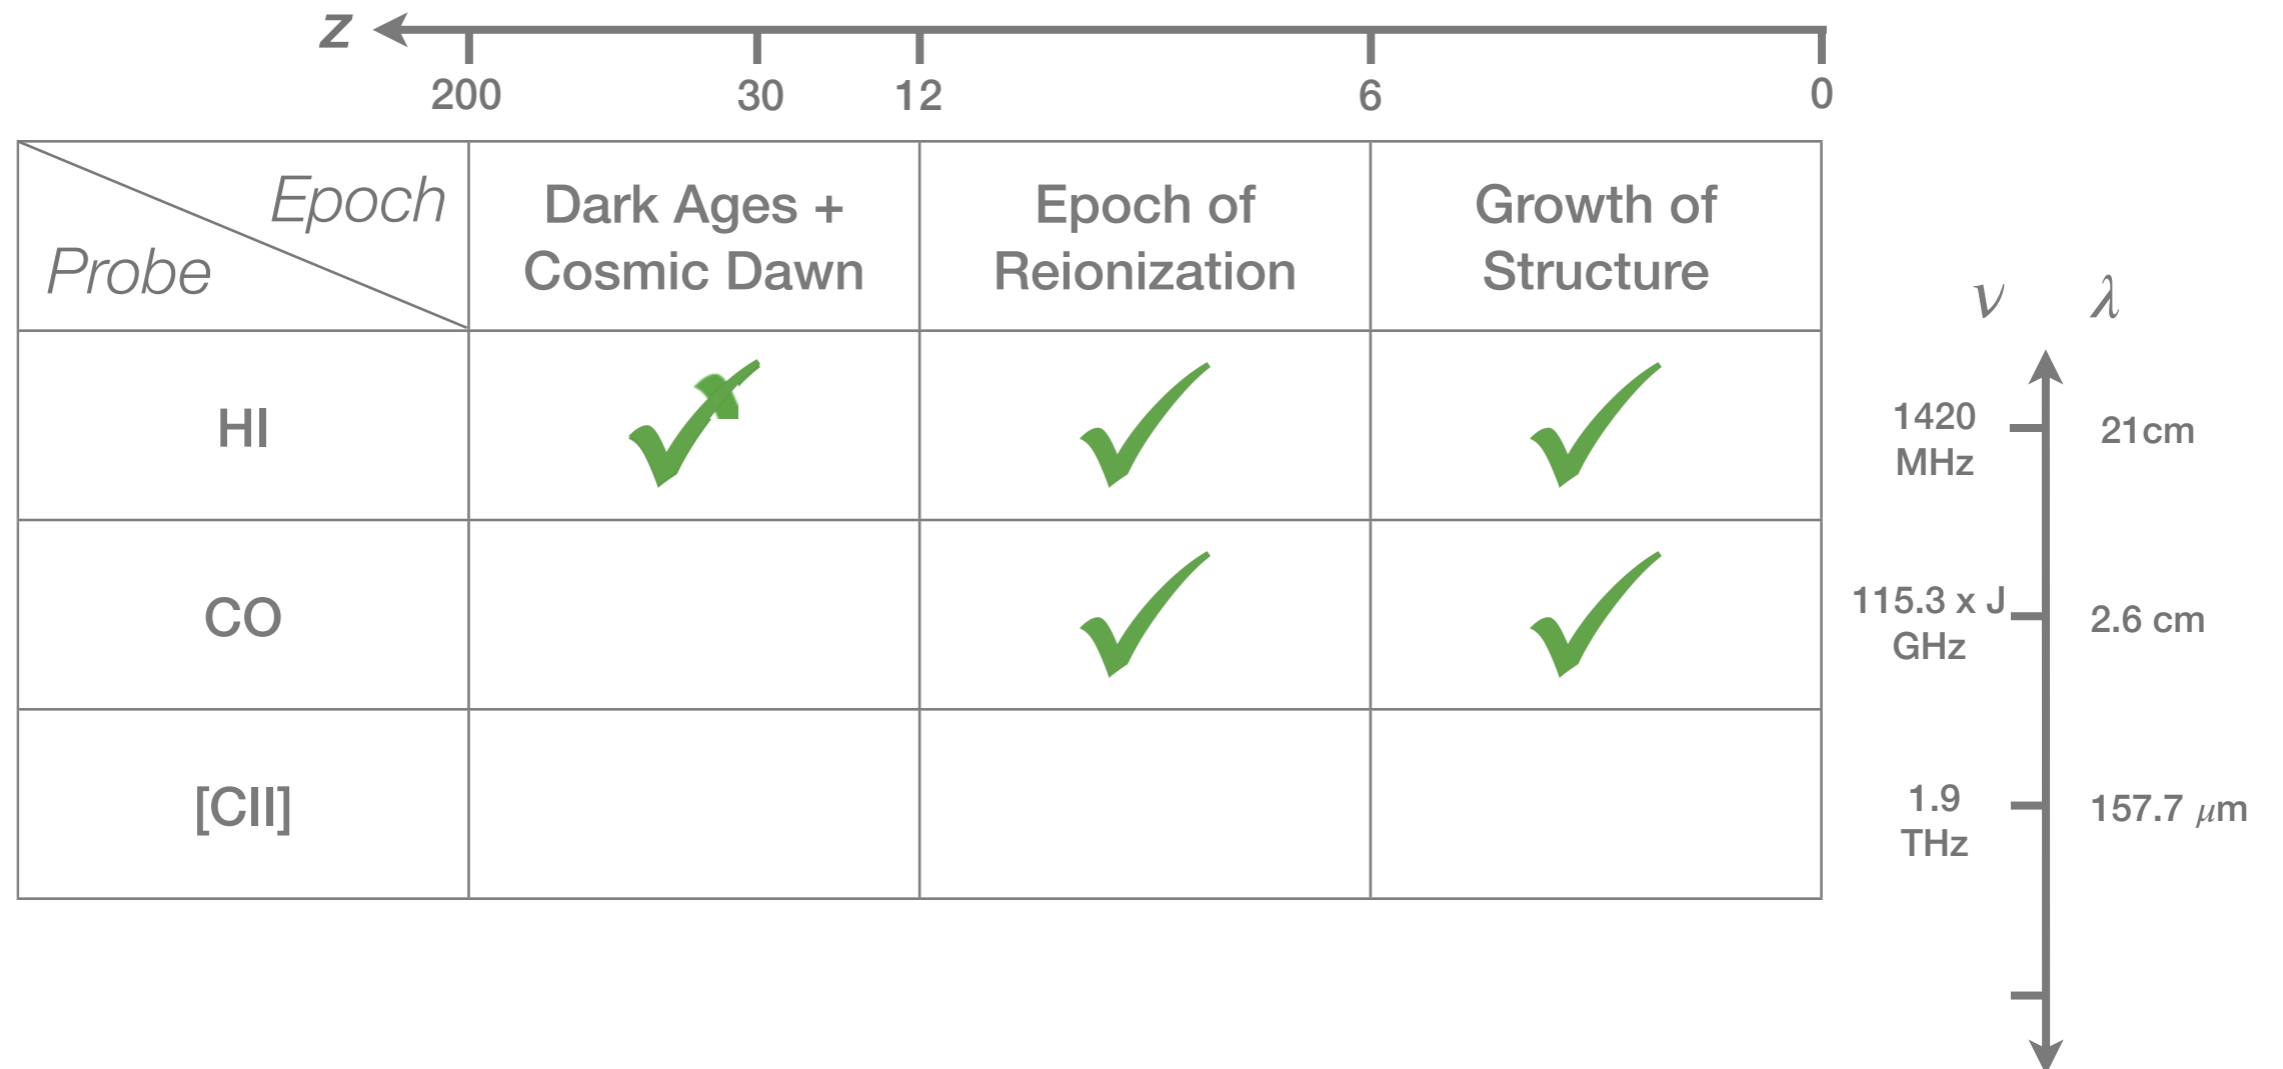 z
200 30 12 6 0
Epoch
Probe
Dark Ages +
Cosmic Dawn
Epoch of
Reionization
Growth of
Structure
ν λ
HI
1420
MHz
21cm
CO
115.3 x J
GHz
2.6 cm
[CII]
1.9
THz
157.7 μm